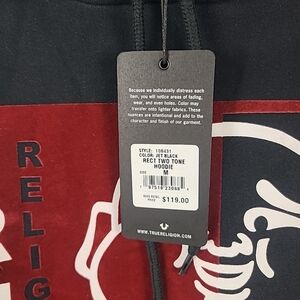 Because we individually distress each
item, you will notice areas of fading,
wear, and even holes. Color may
transfer onto lighter fabrics. These
nuances are intentional and add to the
character and finish of our garment.
STYLE: 108431
COLOR: JET BLACK
RECT TWO TONE
HOODIE
SIZE M
$119.00
WWW.TRUERELIGION.COM
RELIG